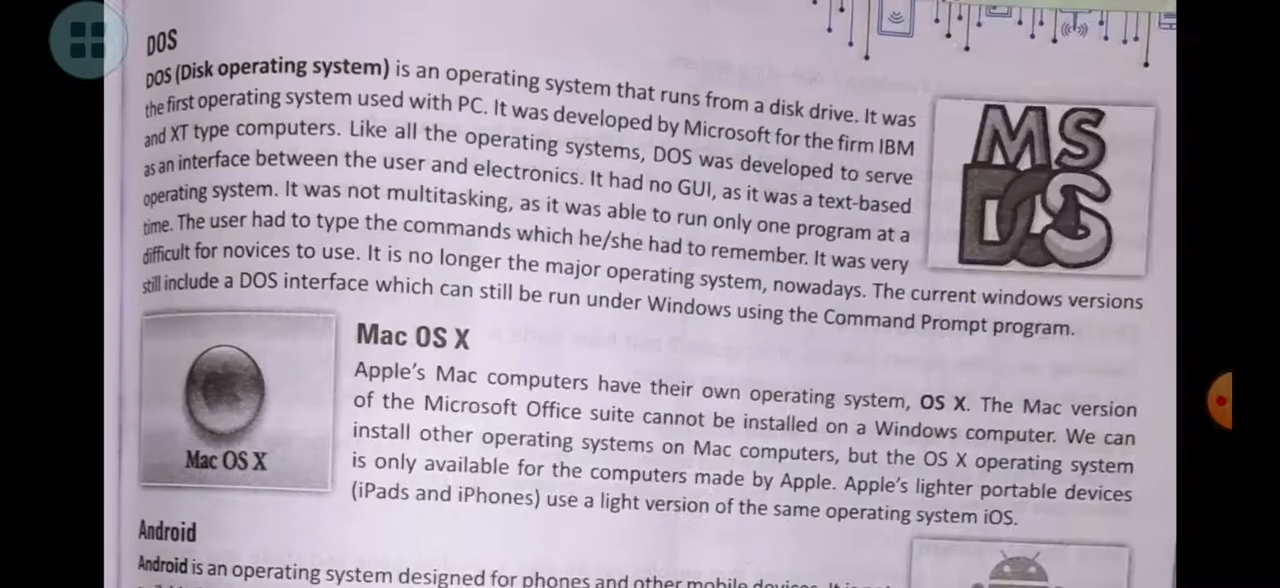 DOS
DOS (Disk operating system) is an operating system that runs from a disk drive. It was
the first operating system used with PC. It was developed by Microsoft for the firm IBM
and XT type computers. Like all the operating systems, DOS was developed to serve
as an interface between the user and electronics. It had no GUI, as it was a text-based
operating system. It was not multitasking, as it was able to run only one program at a
time. The user had to type the commands which he/she had to remember. It was very
difficult for novices to use. It is no longer the major operating system, nowadays. The current windows versions
still include a DOS interface which can still be run under Windows using the Command Prompt program.
MS
DOS
Mac OS X
Apple's Mac computers have their own operating system, OS X. The Mac version
of the Microsoft Office suite cannot be installed on a Windows computer. We can
install other operating systems on Mac computers, but the OS X operating system
is only available for the computers made by Apple. Apple's lighter portable devices
(iPads and iPhones) use a light version of the same operating system iOS.
Mac OS X
Android
Android is an operating system designed for phones and other mobile devices. It is